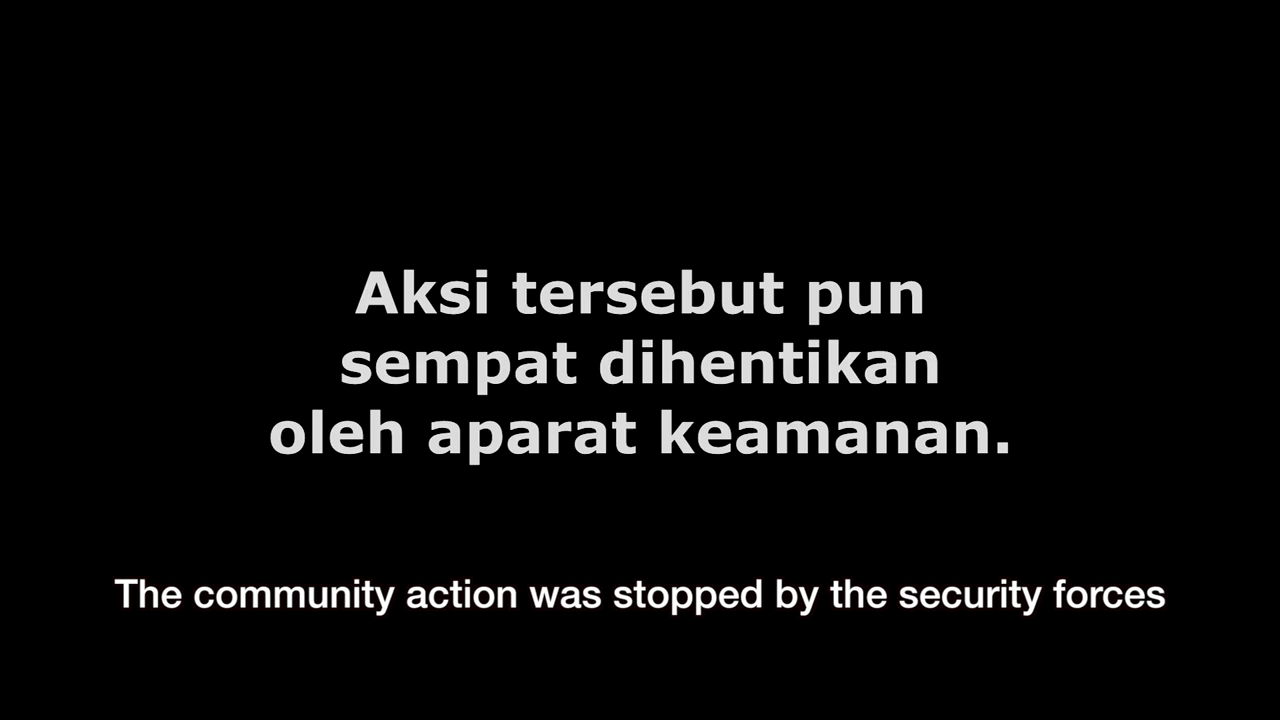 Aksi tersebut pun
sempat dihentikan
oleh aparat keamanan.
The community action was stopped by the security forces